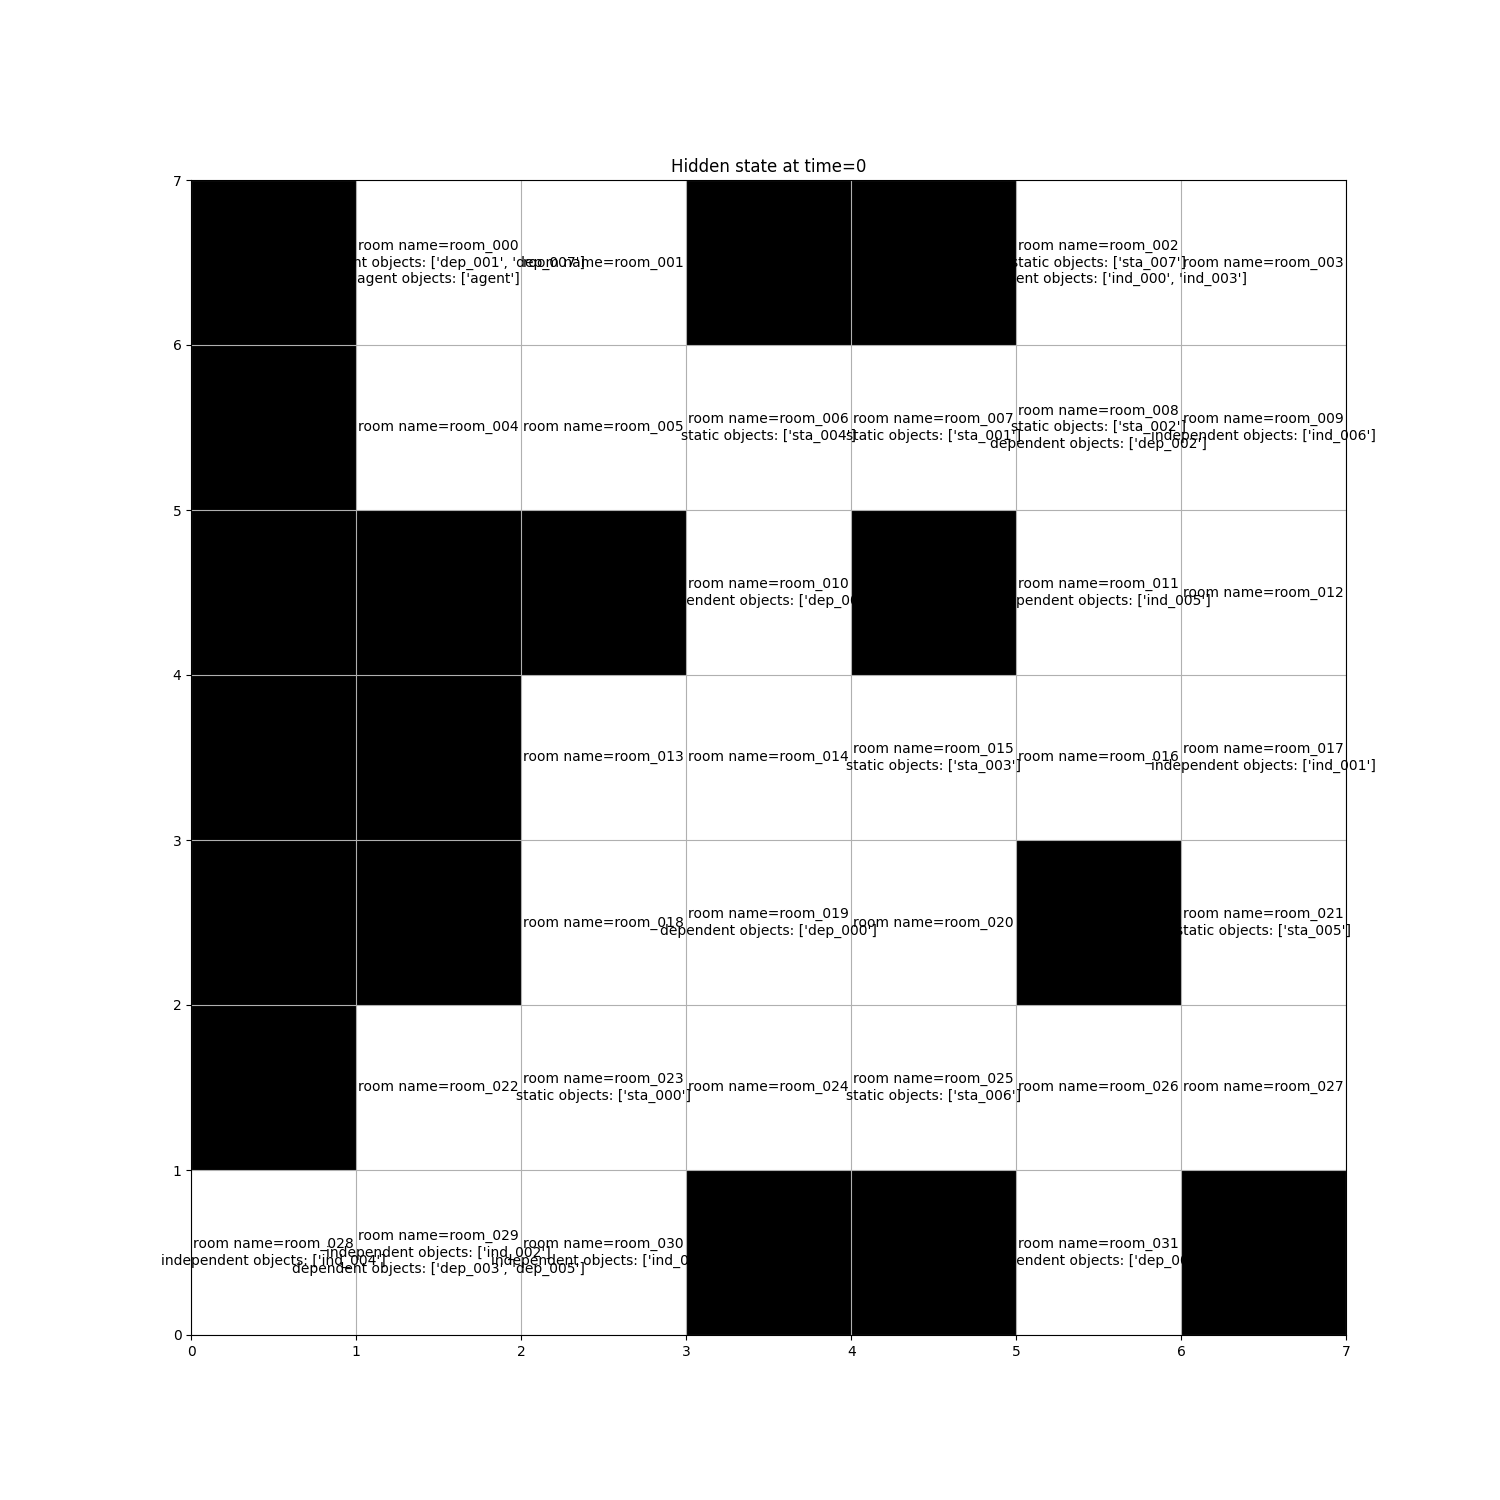 Hidden state at time=0
7
room name=room_000
nt objects: ['dep_001', 'dep_007']
agent objects: ['agent']
room name=room_001
room name=room_002
static objects: ['sta_007']
ent objects: ['ind_000', 'ind_003']
room name=room_003
6
room name=room_004
room name=room_005
room name=room_006
static objects: ['sta_004']
room name=room_007
static objects: ['sta_001']
room name=room_008
static objects: ['sta_002']
dependent objects: ['dep_002']
room name=room_009
independent objects: ['ind_006']
5
room name=room_010
endent objects: ['dep_00
room name=room_011
pendent objects: ['ind_005']
room name=room_012
4
room name=room_013
room name=room_014
room name=room_015
static objects: ['sta_003']
room name=room_016
room name=room_017
independent objects: ['ind_001']
3
room name=room_018
room name=room_019
dependent objects: ['dep_000']
room name=room_020
room name=room_021
static objects: ['sta_005']
2
room name=room_022
room name=room_023
static objects: ['sta_000']
room name=room_024
room name=room_025
static objects: ['sta_006']
room name=room_026
room name=room_027
1
room name=room_028
independent objects: ['ind_004']
room name=room_029
independent objects: ['ind_002']
dependent objects: ['dep_003', 'dep_005']
room name=room_030
independent objects: ['ind_0
room name=room_031
endent objects: ['dep_00
0
0 1 2 3 4 5 6 7